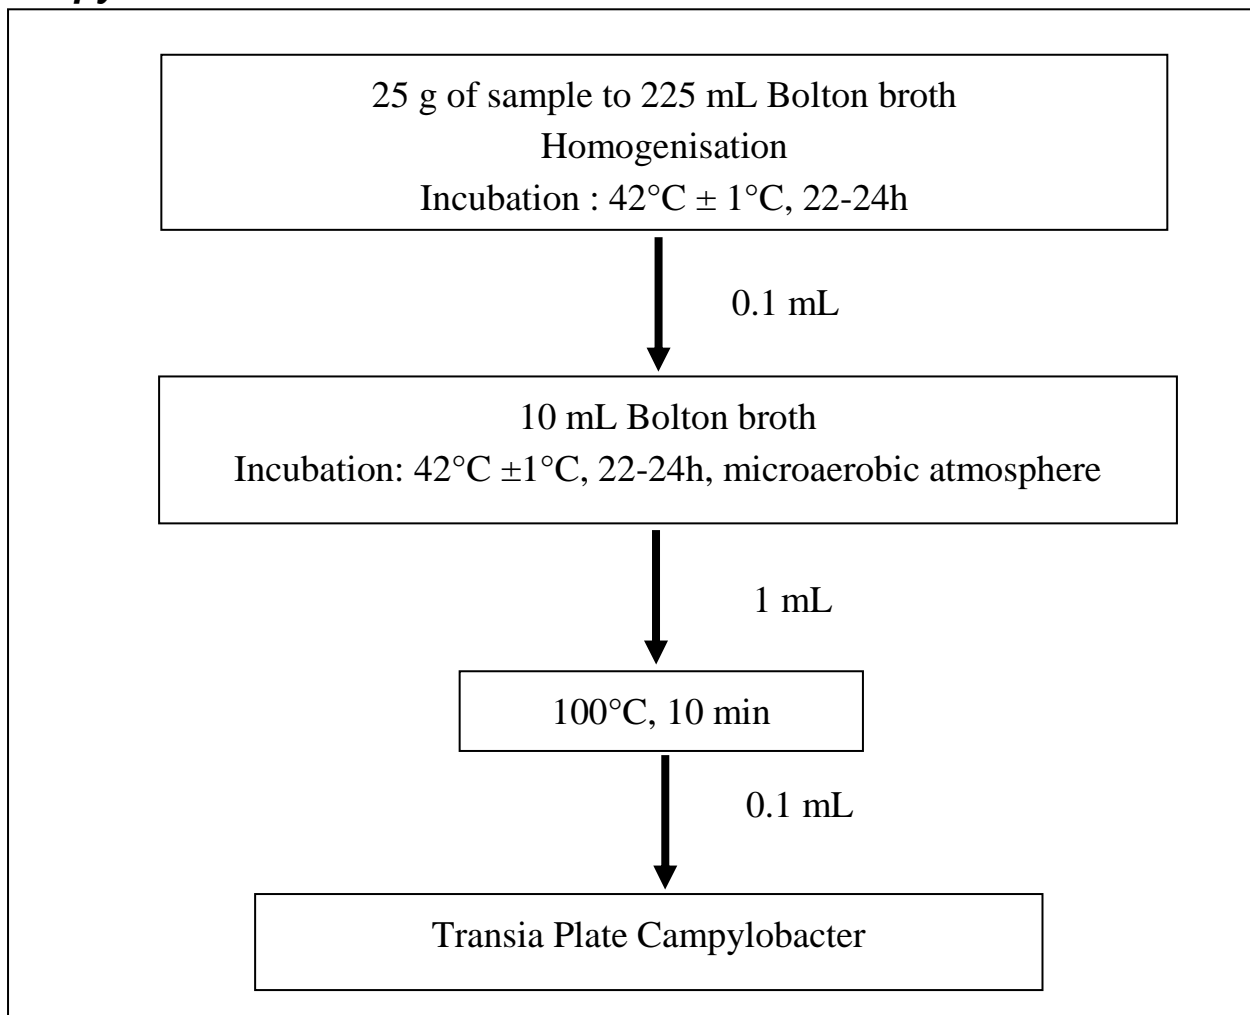 25 g of sample to 225 mL Bolton broth
Homogenisation
Incubation : 42°C ± 1°C, 22-24h
0.1 mL
10 mL Bolton broth
Incubation: 42°C ±1°C, 22-24h, microaerobic atmosphere
1 mL
100°C, 10 min
0.1 mL
Transia Plate Campylobacter